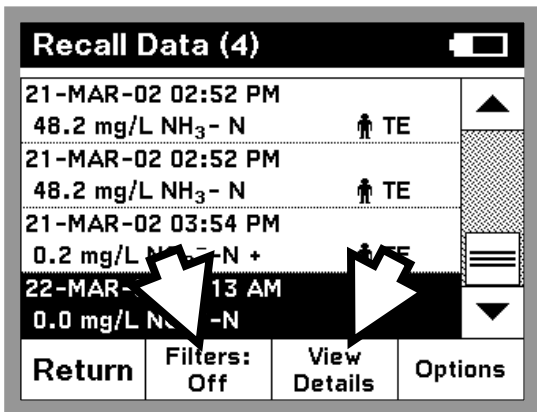 Recall Data (4)
21-MAR-02 02:52 PM
48.2 mg/L NH₃- N TE
21-MAR-02 02:52 PM
48.2 mg/L NH₃- N TE
21-MAR-02 03:54 PM
0.2 mg/L -N +
22-MAR- 13 AM
0.0 mg/L -N
Return
Filters:
Off
View
Details
Options